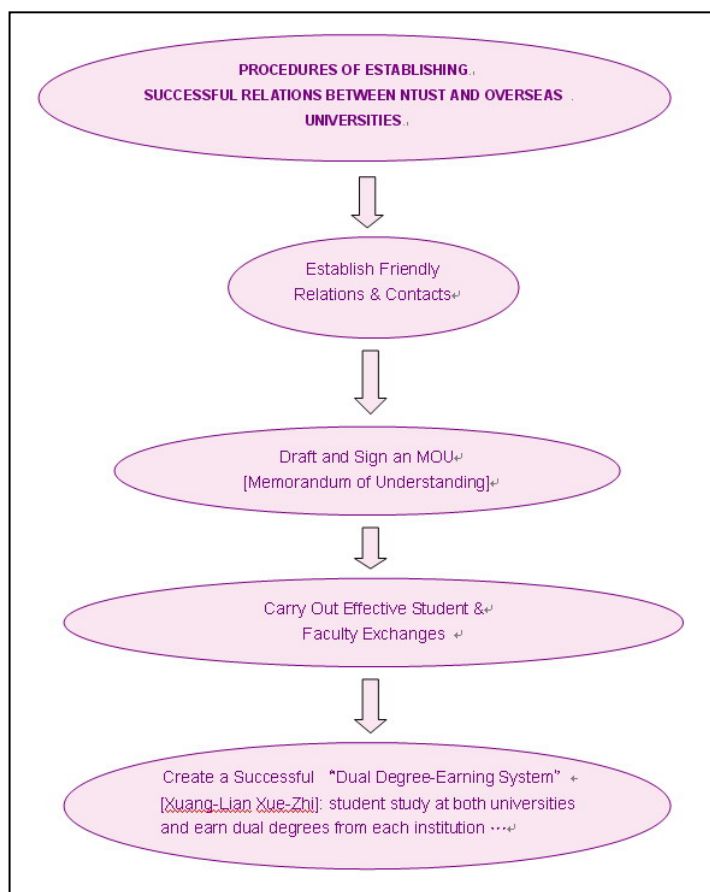 PROCEDURES OF ESTABLISHING
SUCCESSFUL RELATIONS BETWEEN NTUST AND OVERSEAS
UNIVERSITIES
Establish Friendly
Relations & Contacts
Draft and Sign an MOU
[Memorandum of Understanding]
Carry Out Effective Student &
Faculty Exchanges
Create a Successful “Dual Degree-Earning System”
[Xuang-Lian Xue-Zhi]: student study at both universities
and earn dual degrees from each institution ⋯